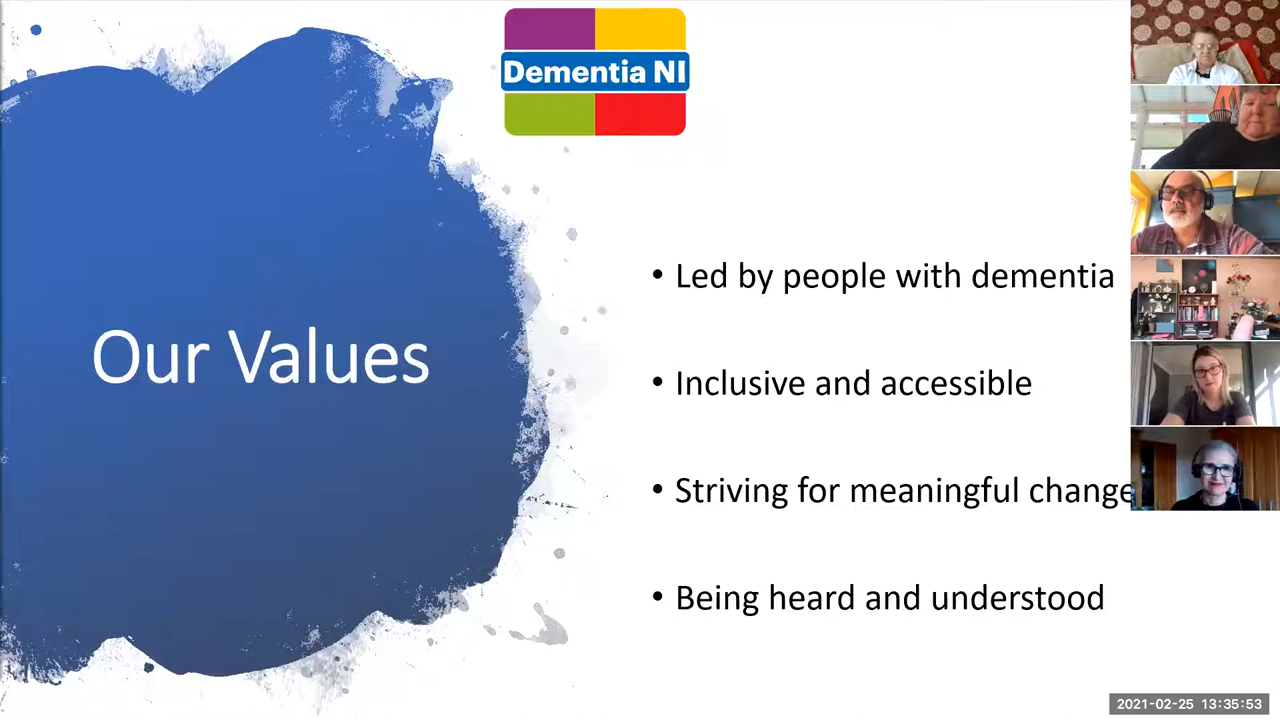 Dementia NI
Our Values
• Led by people with dementia
• Inclusive and accessible
• Striving for meaningful change
• Being heard and understood
2021-02-25 13:35:53